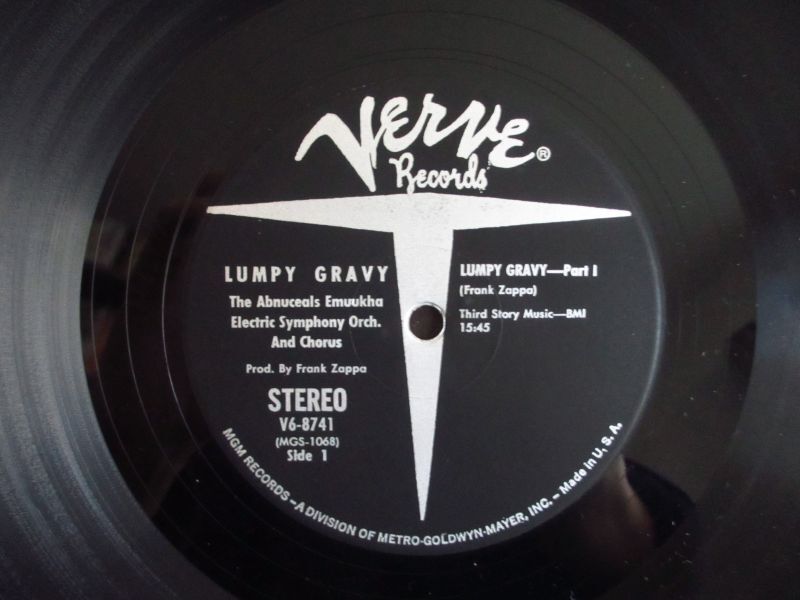 VERVE®
Records
LUMPY GRAVY
The Abnuceals Emuukha
Electric Symphony Orch.
And Chorus
Prod. By Frank Zappa
STEREO
V6-8741
(MGS-1068)
Side 1
LUMPY GRAVY—Part I
(Frank Zappa)
Third Story Music—BMI
15:45
MGM RECORDS – A DIVISION OF METRO-GOLDWYN-MAYER, INC. – Made in U. S. A.